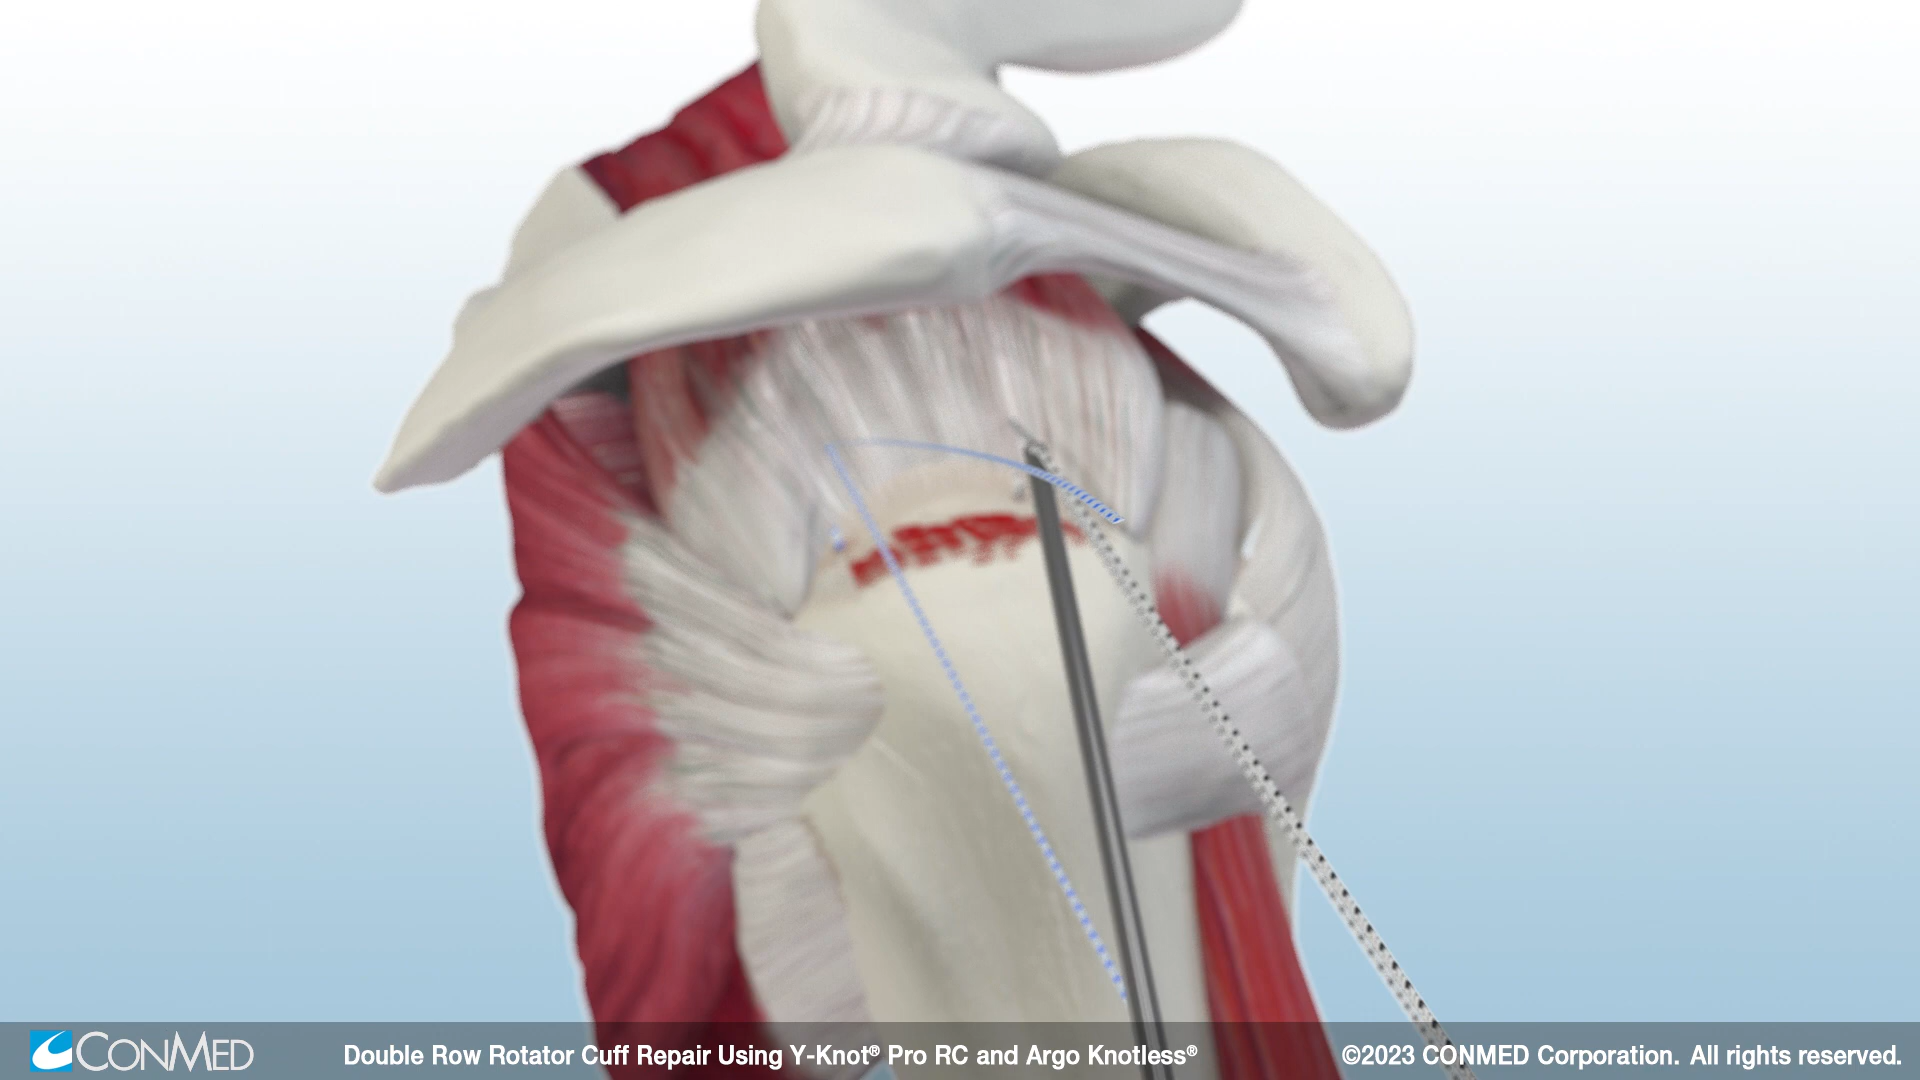 CONMED
Double Row Rotator Cuff Repair Using Y-Knot® Pro RC and Argo Knotless®
©2023 CONMED Corporation. All rights reserved.